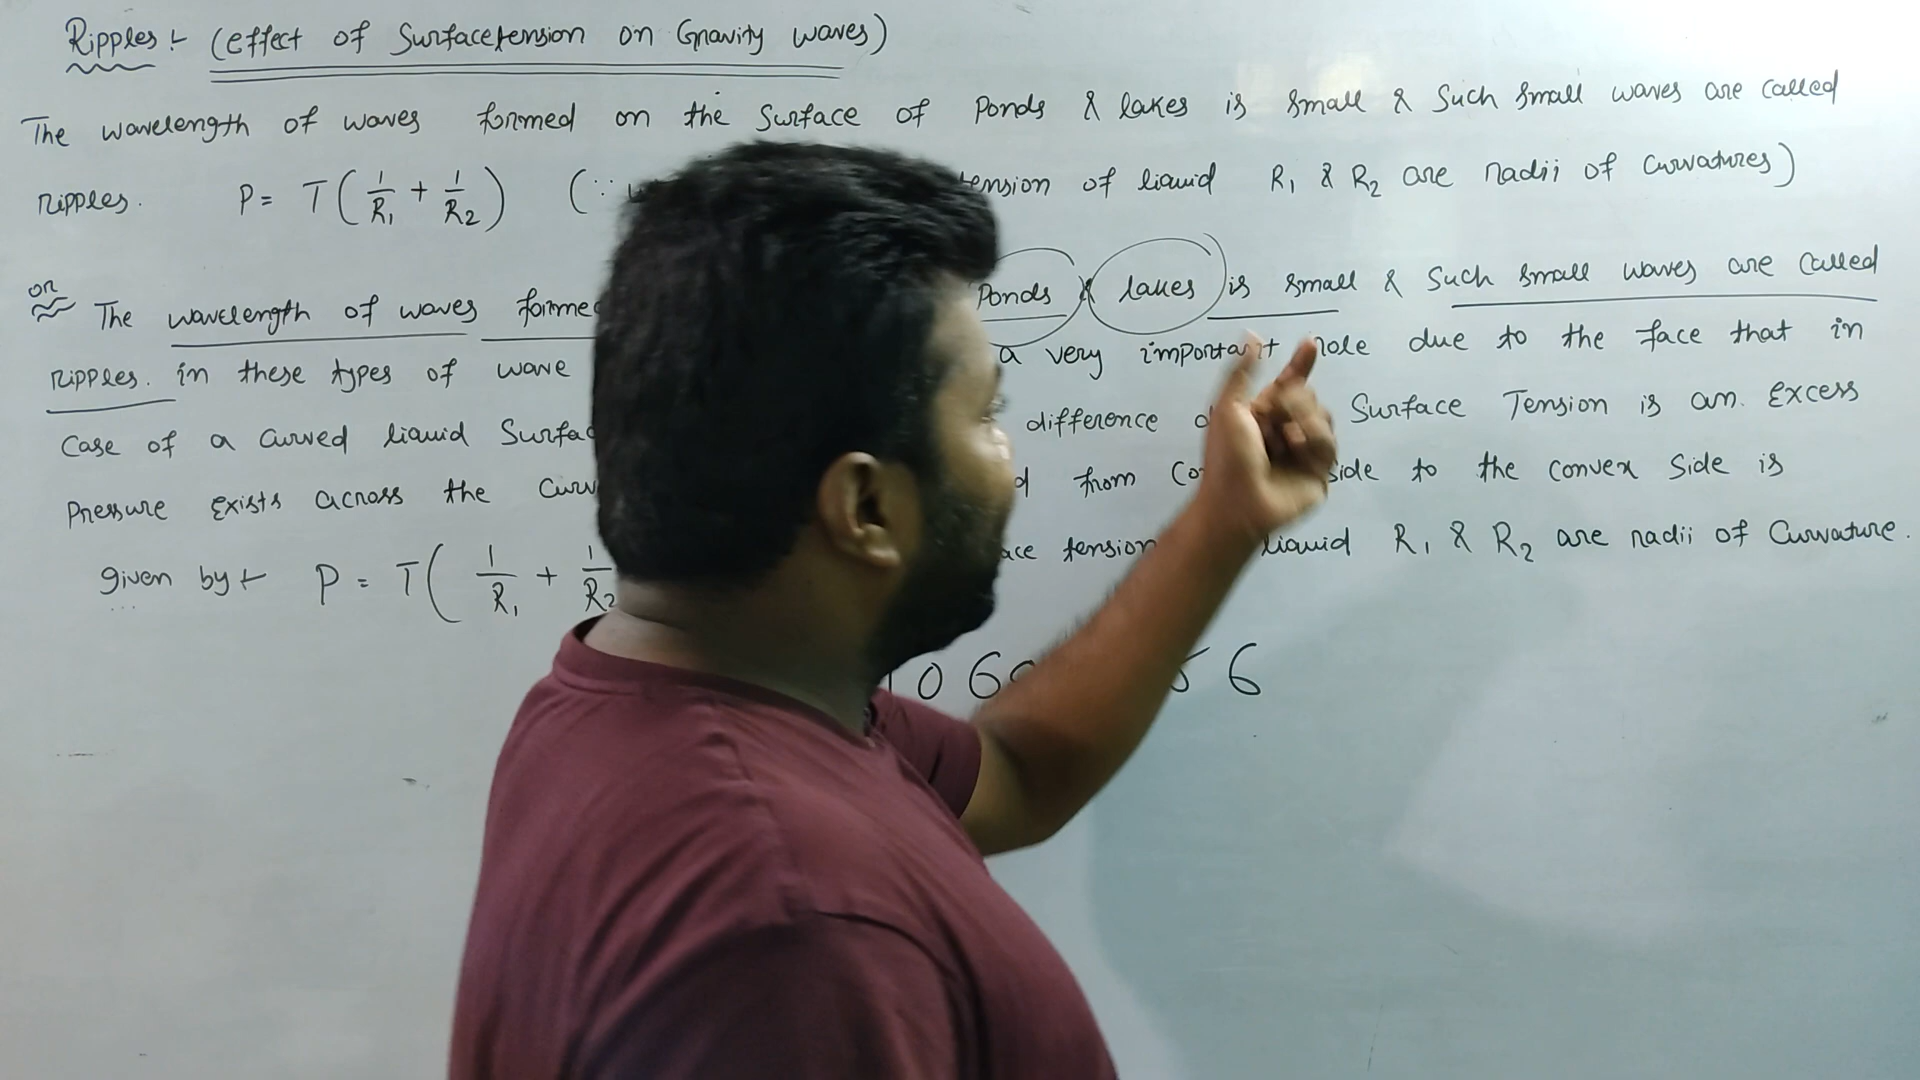 Ripples :- (effect of Surfacetension on Gravity waves)
The wavelength of waves formed on the Surface of Ponds & lakes is small & Such small waves are called
ripples. P = T(1/R₁ + 1/R₂) (∵ tension of liquid R₁ & R₂ are radii of curvatures)
or The wavelength of waves formed Ponds & lakes is small & Such small waves are called
ripples. in these types of wave a very important role due to the face that in
Case of a curved liquid Surface difference Surface Tension is an. Excess
Pressure Exists across the from side to the convex Side is
given by :- P = T(1/R₁ + 1/R₂ tension liquid R₁ & R₂ are radii of Curvature.
0 6 6